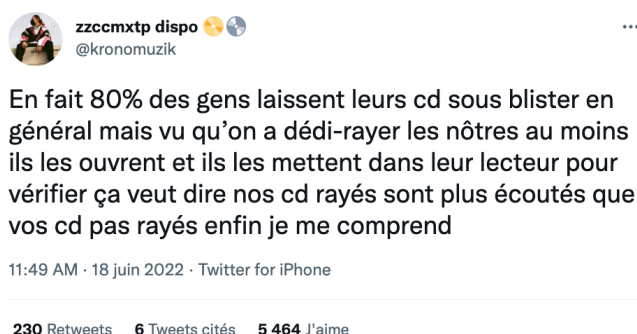 zzccmxtp dispo 📀💿
@kronomuzik
En fait 80% des gens laissent leurs cd sous blister en
général mais vu qu'on a dédi-rayer les nôtres au moins
ils les ouvrent et ils les mettent dans leur lecteur pour
vérifier ça veut dire nos cd rayés sont plus écoutés que
vos cd pas rayés enfin je me comprend
11:49 AM · 18 juin 2022 · Twitter for iPhone
230 Retweets 6 Tweets cités 5 464 J'aime